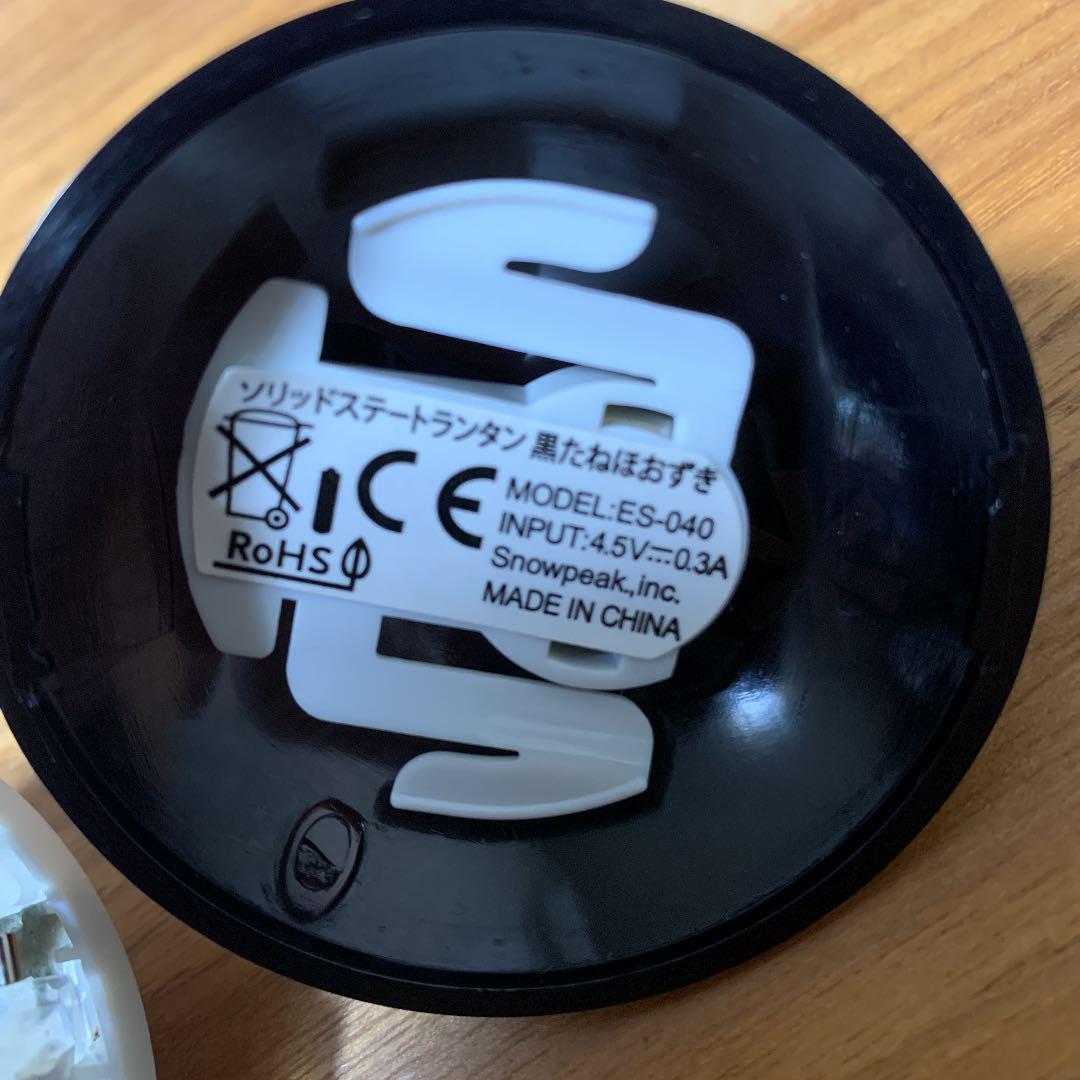 ソリッドステートランタン 黒たねほおずき
CE
MODEL:ES-040
INPUT:4.5V⎓0.3A
Snowpeak.,inc.
MADE IN CHINA
RoHS